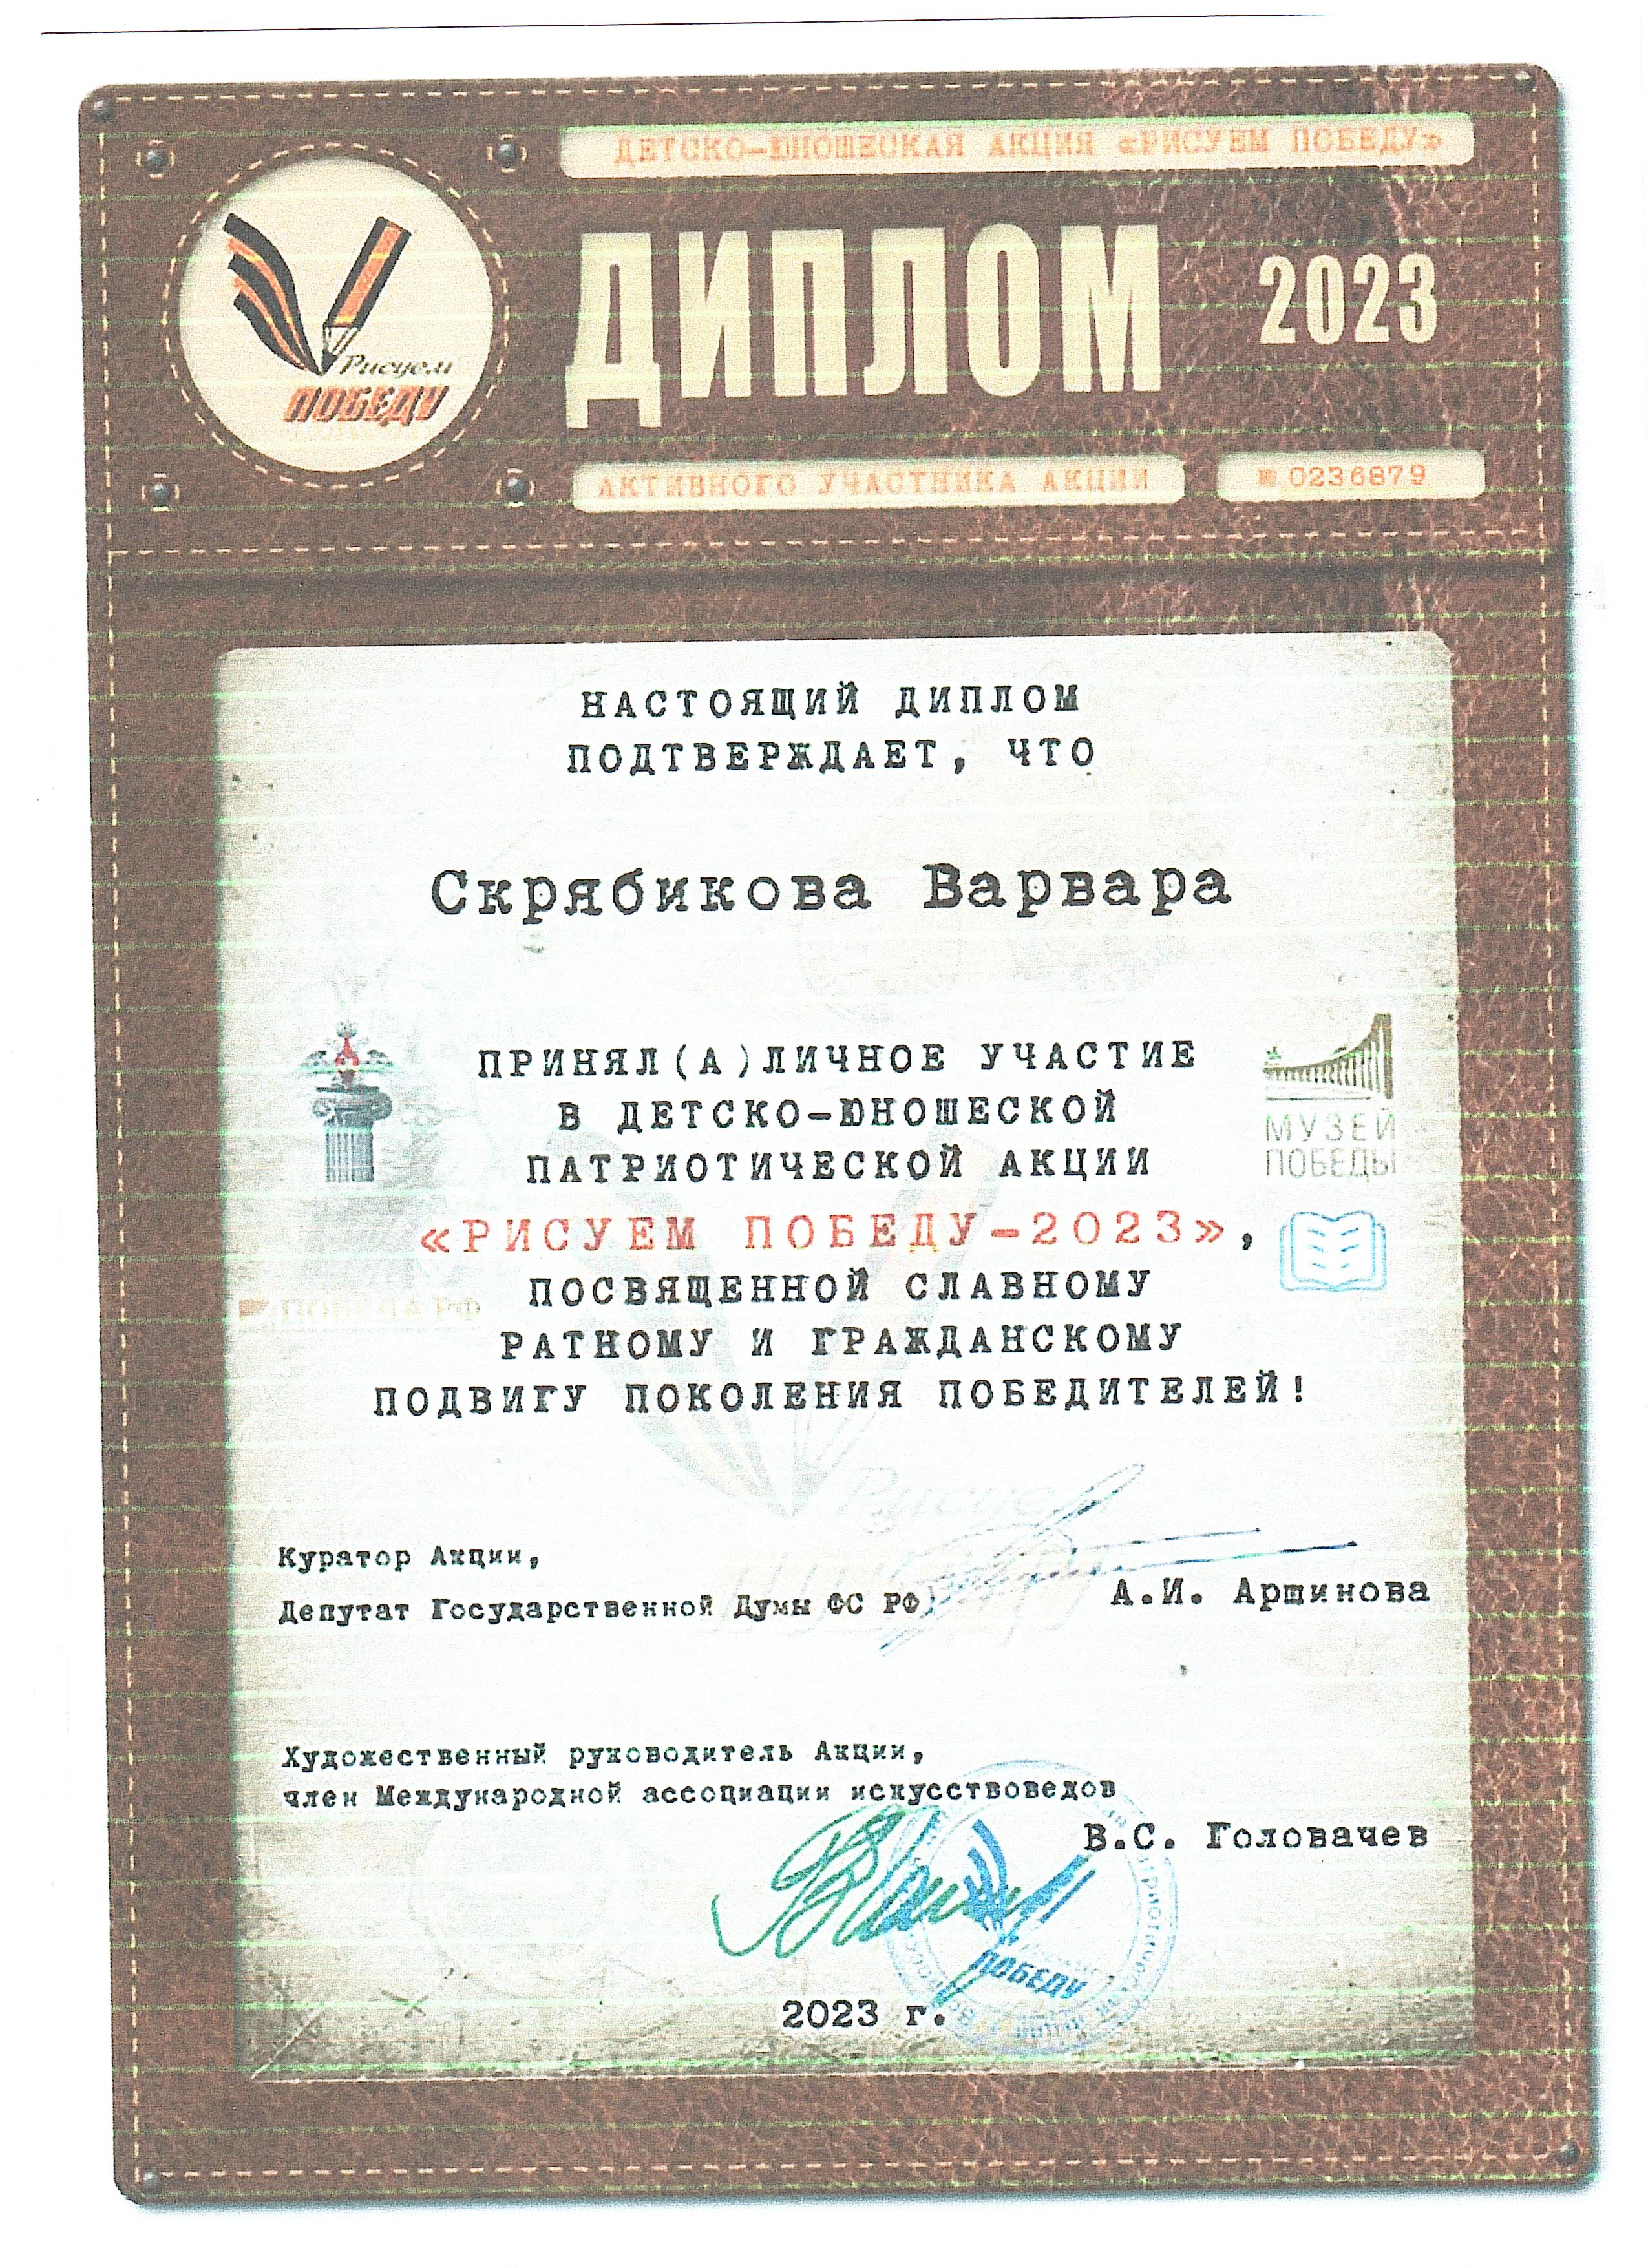 ДЕТСКО-ЮНОШЕСКАЯ АКЦИЯ «РИСУЕМ ПОБЕДУ»
ДИПЛОМ 2023
Рисуем
ПОБЕДУ
АКТИВНОГО УЧАСТНИКА АКЦИИ № 0236879
НАСТОЯЩИЙ ДИПЛОМ
ПОДТВЕРЖДАЕТ, ЧТО
Скрябикова Варвара
ПРИНЯЛ(А)ЛИЧНОЕ УЧАСТИЕ
В ДЕТСКО-ЮНОШЕСКОЙ
ПАТРИОТИЧЕСКОЙ АКЦИИ
МУЗЕЙ
ПОБЕДЫ
«РИСУЕМ ПОБЕДУ-2023»,
ПОСВЯЩЕННОЙ СЛАВНОМУ
ПОБЕДА РФ
РАТНОМУ И ГРАЖДАНСКОМУ
ПОДВИГУ ПОКОЛЕНИЯ ПОБЕДИТЕЛЕЙ!
Рисуем
Куратор Акции,
Депутат Государственной Думы ФС РФ
А.И. Аршинова
Художественный руководитель Акции,
член Международной ассоциации искусствоведов
В.С. Головачев
ПОБЕДУ
2023 г.